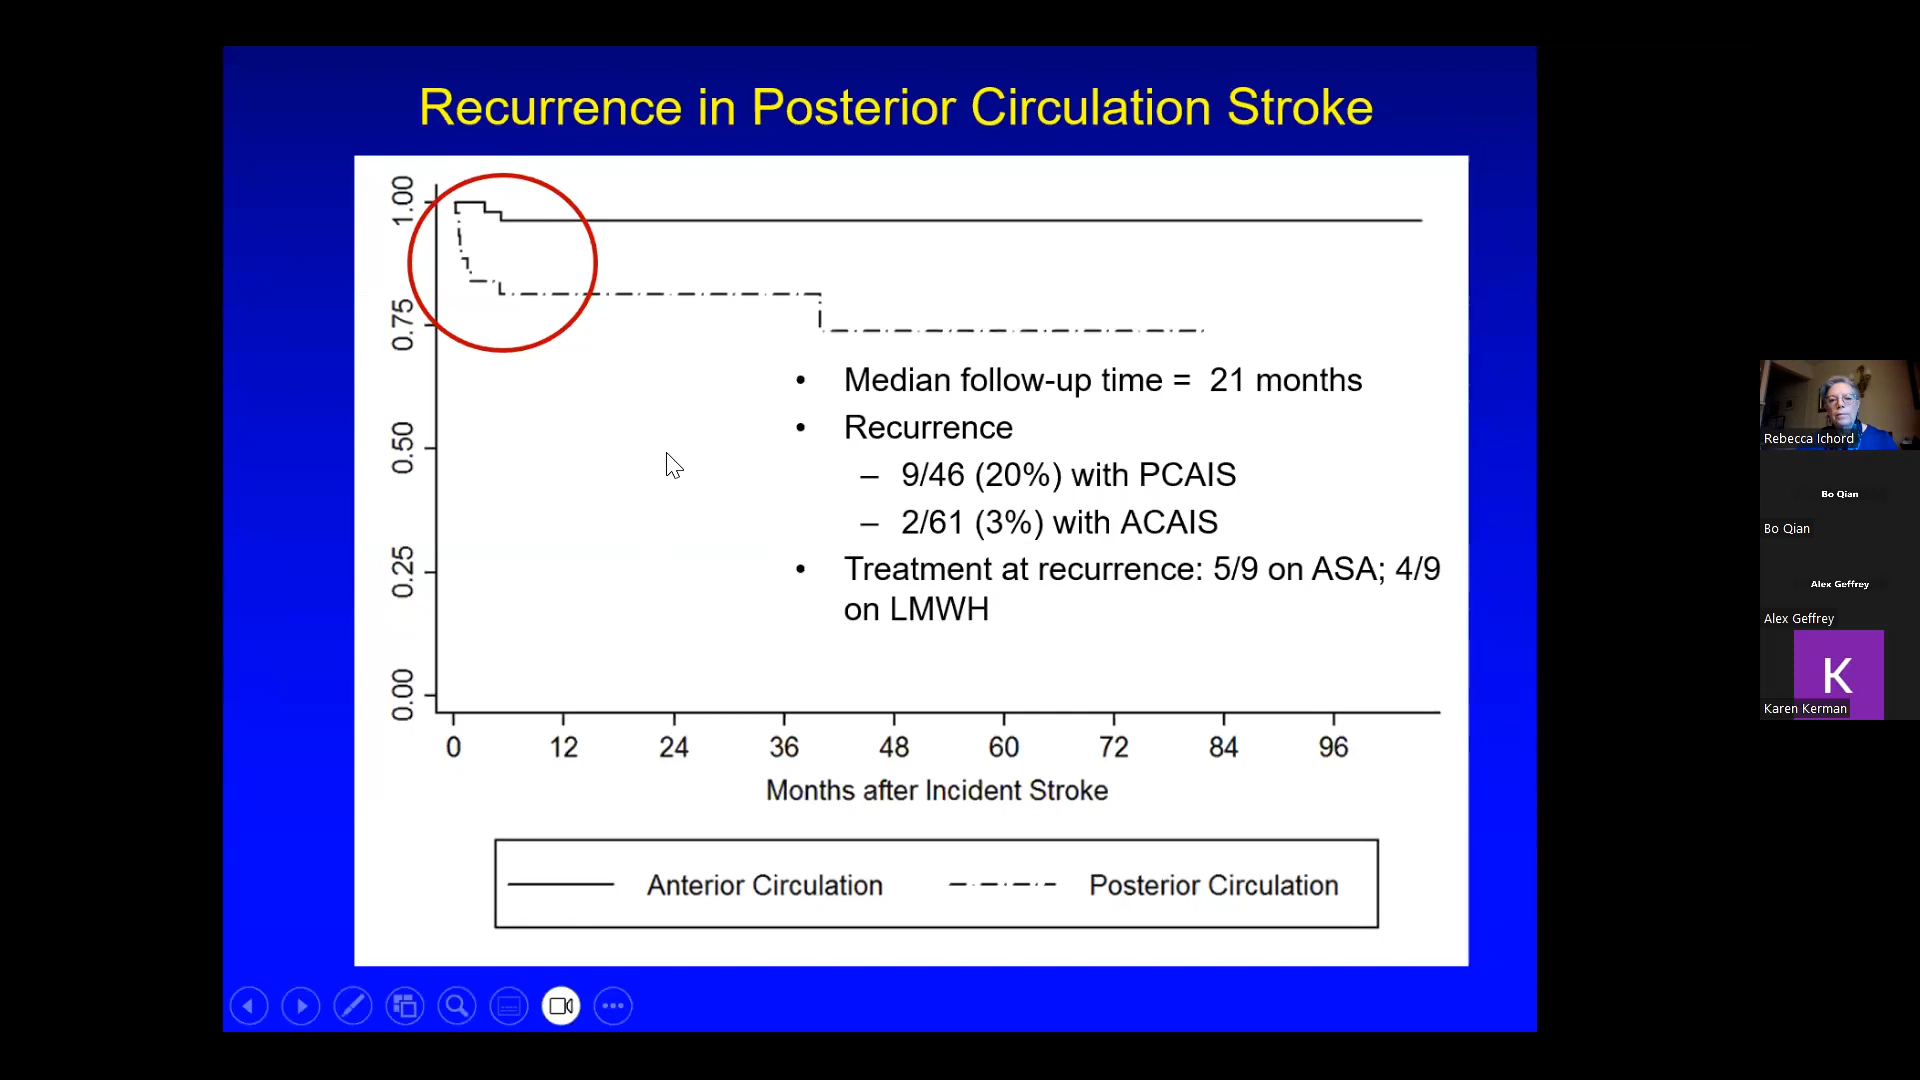 Recurrence in Posterior Circulation Stroke
1.00
0.75
0.50
0.25
0.00
• Median follow-up time = 21 months
• Recurrence
– 9/46 (20%) with PCAIS
– 2/61 (3%) with ACAIS
• Treatment at recurrence: 5/9 on ASA; 4/9
on LMWH
0 12 24 36 48 60 72 84 96
Months after Incident Stroke
Anterior Circulation Posterior Circulation
Rebecca Ichord
Bo Qian
Bo Qian
Alex Geffrey
Alex Geffrey
K
Karen Kerman